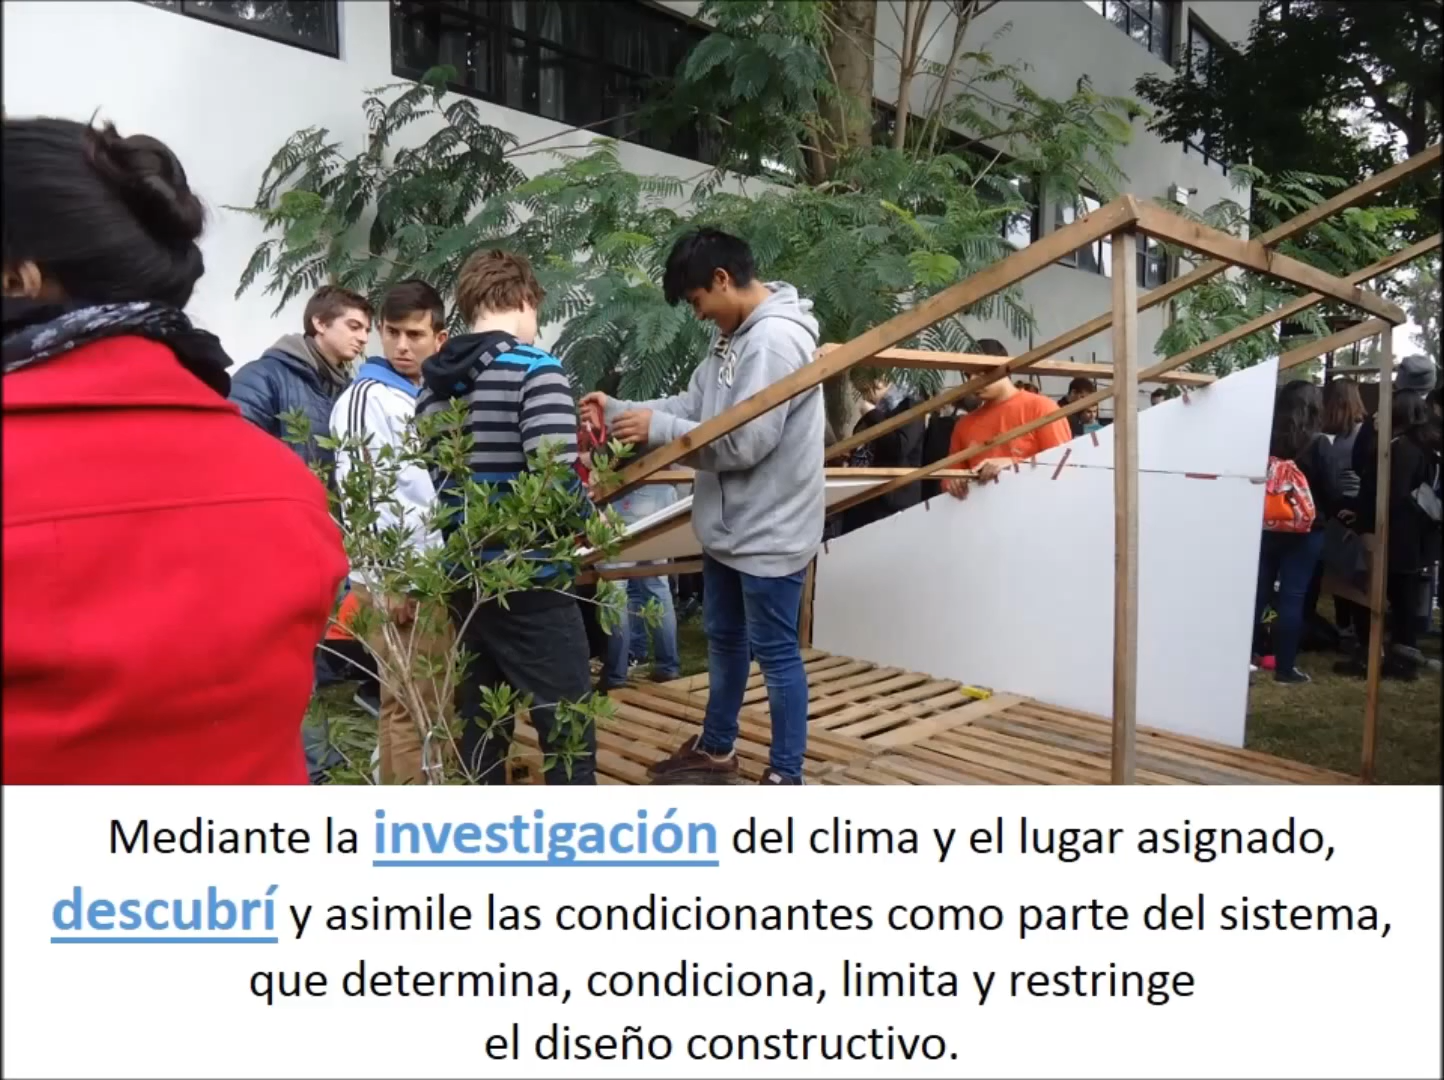 Mediante la investigación del clima y el lugar asignado,
descubrí y asimile las condicionantes como parte del sistema,
que determina, condiciona, limita y restringe
el diseño constructivo.